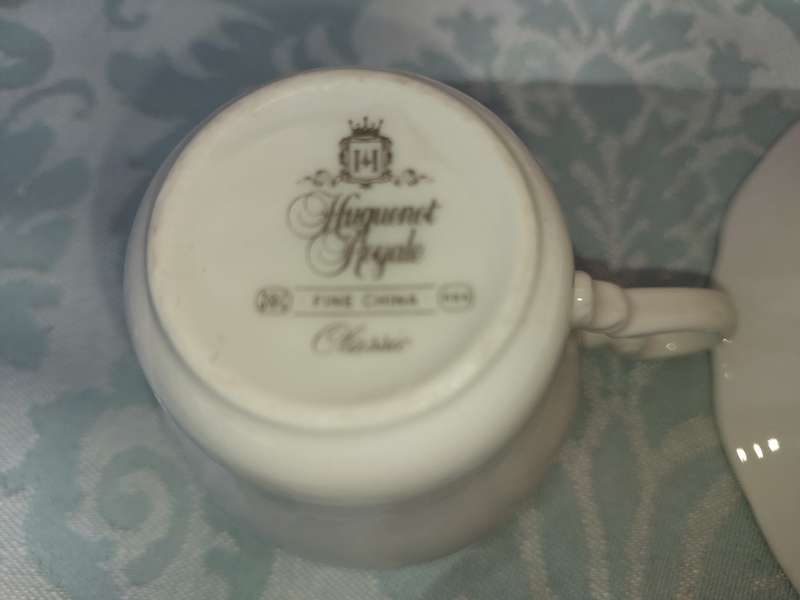 H
Huguenot
Royale
FINE CHINA
Classic